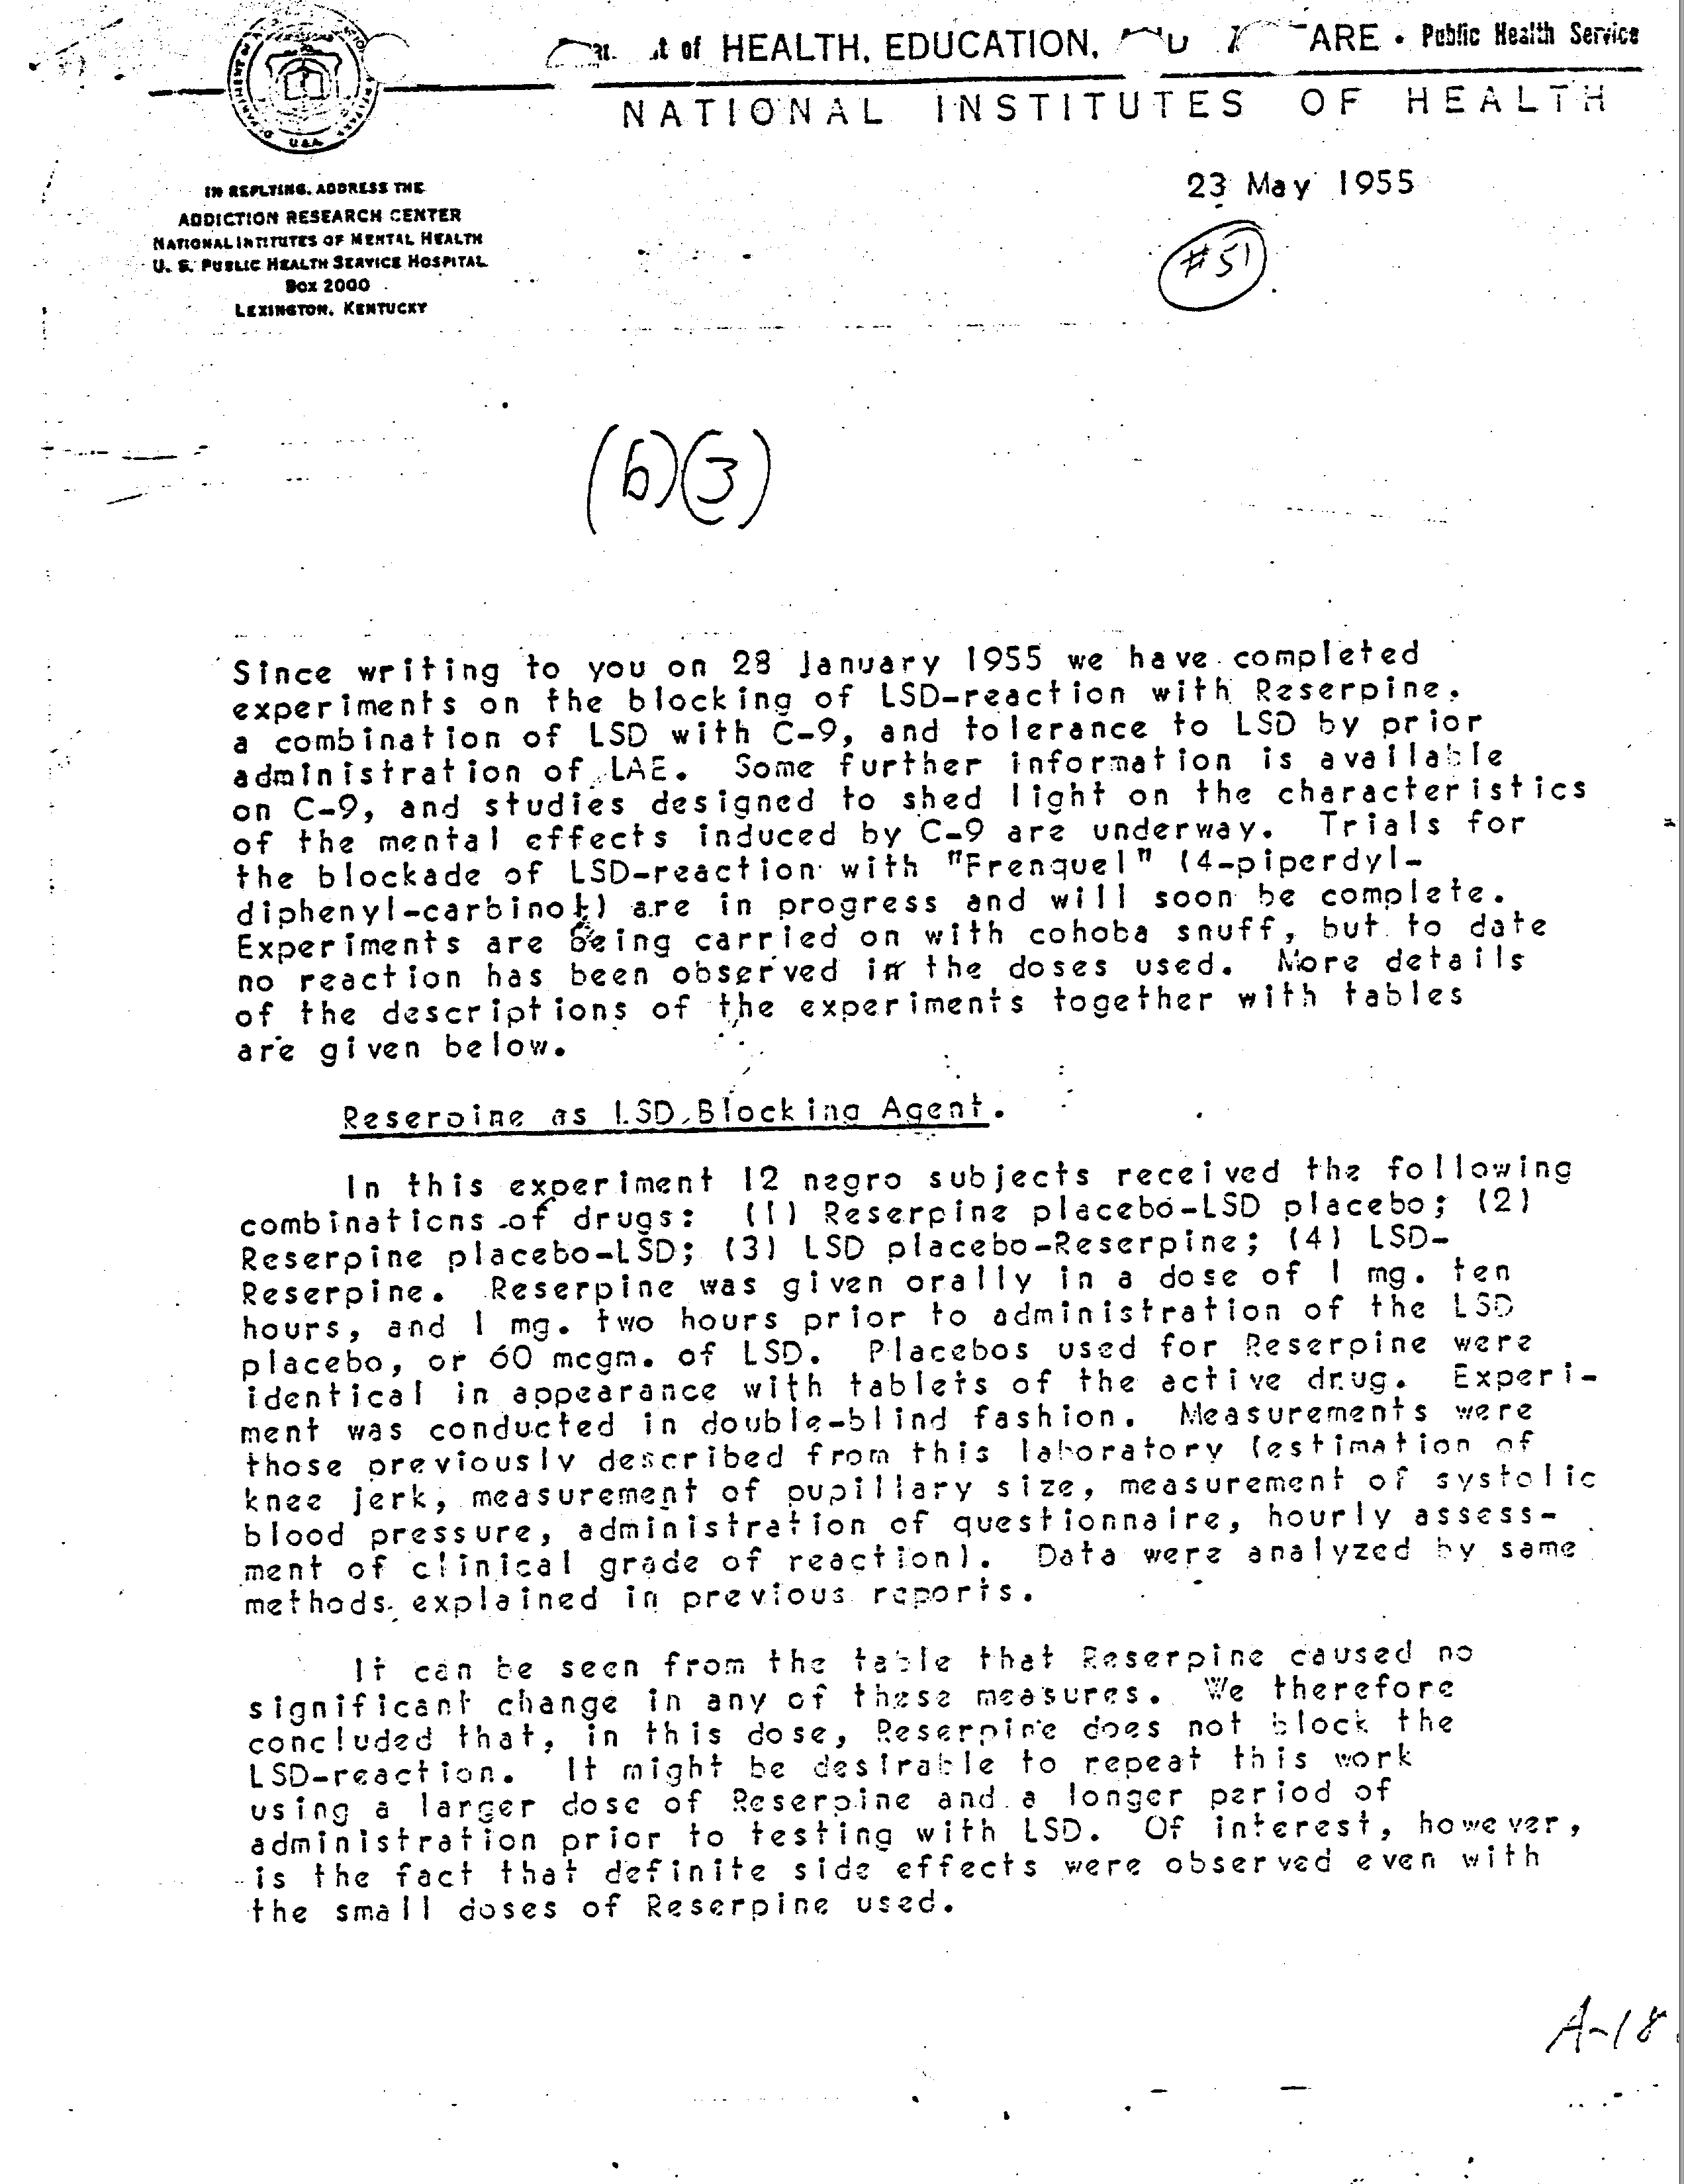 of HEALTH, EDUCATION, Public Health Service
NATIONAL INSTITUTES OF HEALTH
U.S.A.
IN REPLYING, ADDRESS THE
ADDICTION RESEARCH CENTER
NATIONAL INTITUTES OF MENTAL HEALTH
U. S. PUBLIC HEALTH SERVICE HOSPITAL
BOX 2000
LEXINGTON, KENTUCKY
23 May 1955
#51
(b)(3)
Since writing to you on 28 January 1955 we have completed
experiments on the blocking of LSD-reaction with Reserpine,
a combination of LSD with C-9, and tolerance to LSD by prior
administration of LAE. Some further information is available
on C-9, and studies designed to shed light on the characteristics
of the mental effects induced by C-9 are underway. Trials for
the blockade of LSD-reaction with "Frenquel" (4-piperdyl-
diphenyl-carbinol) are in progress and will soon be complete.
Experiments are being carried on with cohoba snuff, but to date
no reaction has been observed in the doses used. More details
of the descriptions of the experiments together with tables
are given below.
Reserpine as LSD Blocking Agent.
In this experiment 12 negro subjects received the following
combinations of drugs: (1) Reserpine placebo-LSD placebo; (2)
Reserpine placebo-LSD; (3) LSD placebo-Reserpine; (4) LSD-
Reserpine. Reserpine was given orally in a dose of 1 mg. ten
hours, and 1 mg. two hours prior to administration of the LSD
placebo, or 60 mcgm. of LSD. Placebos used for Reserpine were
identical in appearance with tablets of the active drug. Experi-
ment was conducted in double-blind fashion. Measurements were
those previously described from this laboratory (estimation of
knee jerk, measurement of pupillary size, measurement of systolic
blood pressure, administration of questionnaire, hourly assess-
ment of clinical grade of reaction). Data were analyzed by same
methods explained in previous reports.
It can be seen from the table that Reserpine caused no
significant change in any of these measures. We therefore
concluded that, in this dose, Reserpine does not block the
LSD-reaction. It might be desirable to repeat this work
using a larger dose of Reserpine and a longer period of
administration prior to testing with LSD. Of interest, however,
is the fact that definite side effects were observed even with
the small doses of Reserpine used.
A-18